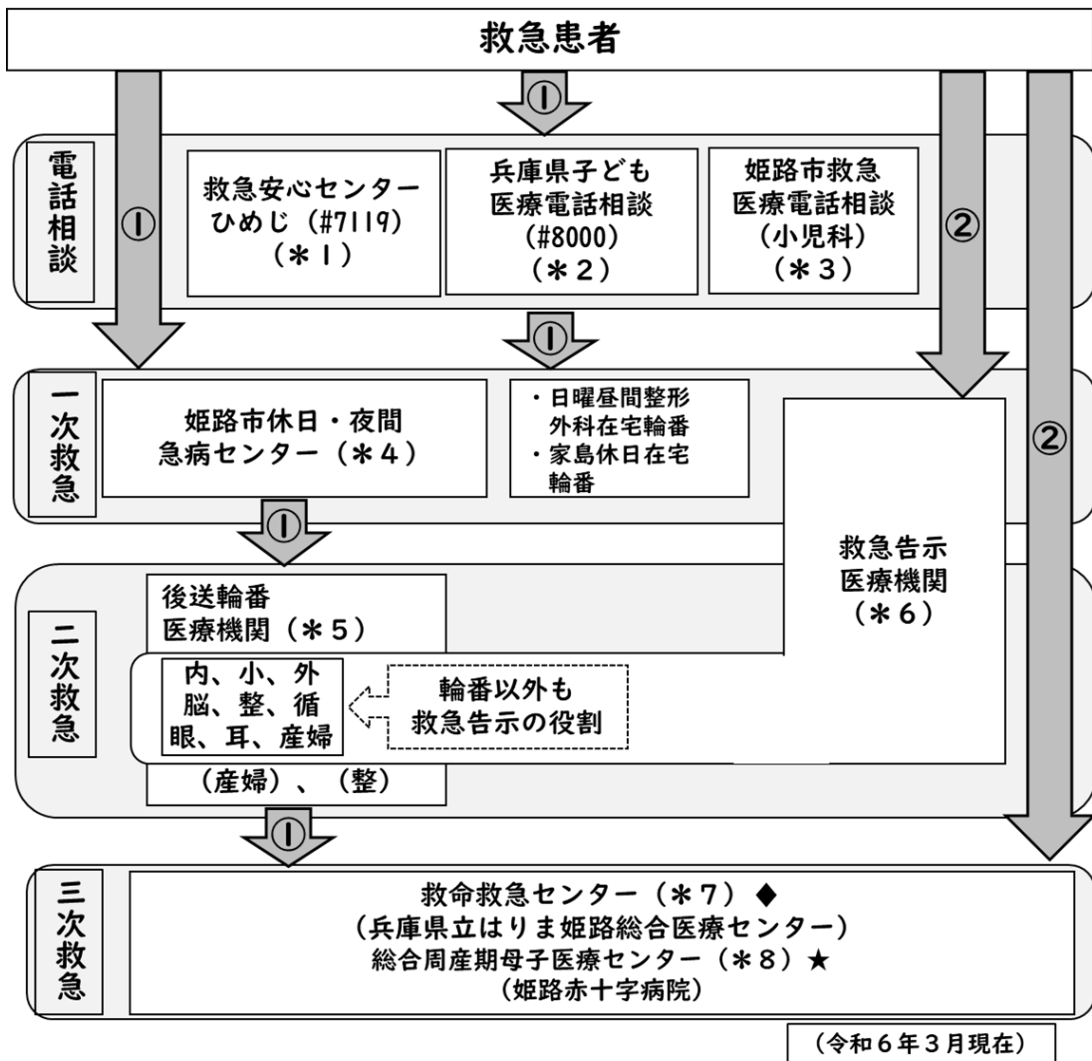 救急患者
①
①
②
②
電話相談
救急安心センター
ひめじ（#7119）
（＊１）
兵庫県子ども
医療電話相談
(#8000)
（＊２）
姫路市救急
医療電話相談
(小児科)
（＊３）
①
一次救急
姫路市休日・夜間
急病センター（＊４）
・日曜昼間整形
外科在宅輪番
・家島休日在宅
輪番
救急告示
医療機関
（＊６）
①
二次救急
後送輪番
医療機関（＊５）
内、小、外
脳、整、循
眼、耳、産婦
輪番以外も
救急告示の役割
（産婦）、（整）
①
三次救急
救命救急センター（＊７）◆
(兵庫県立はりま姫路総合医療センター)
総合周産期母子医療センター（＊８）★
(姫路赤十字病院)
（令和６年３月現在）